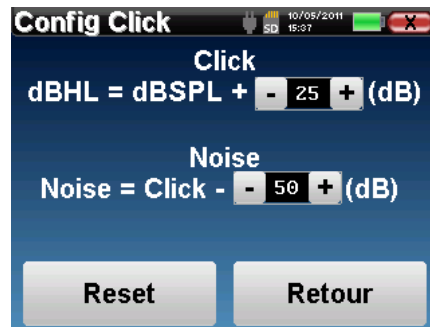 Config Click SD 10/05/2011 15:37 X
Click
dBHL = dBSPL + - 25 + (dB)
Noise
Noise = Click - - 50 + (dB)
Reset Retour